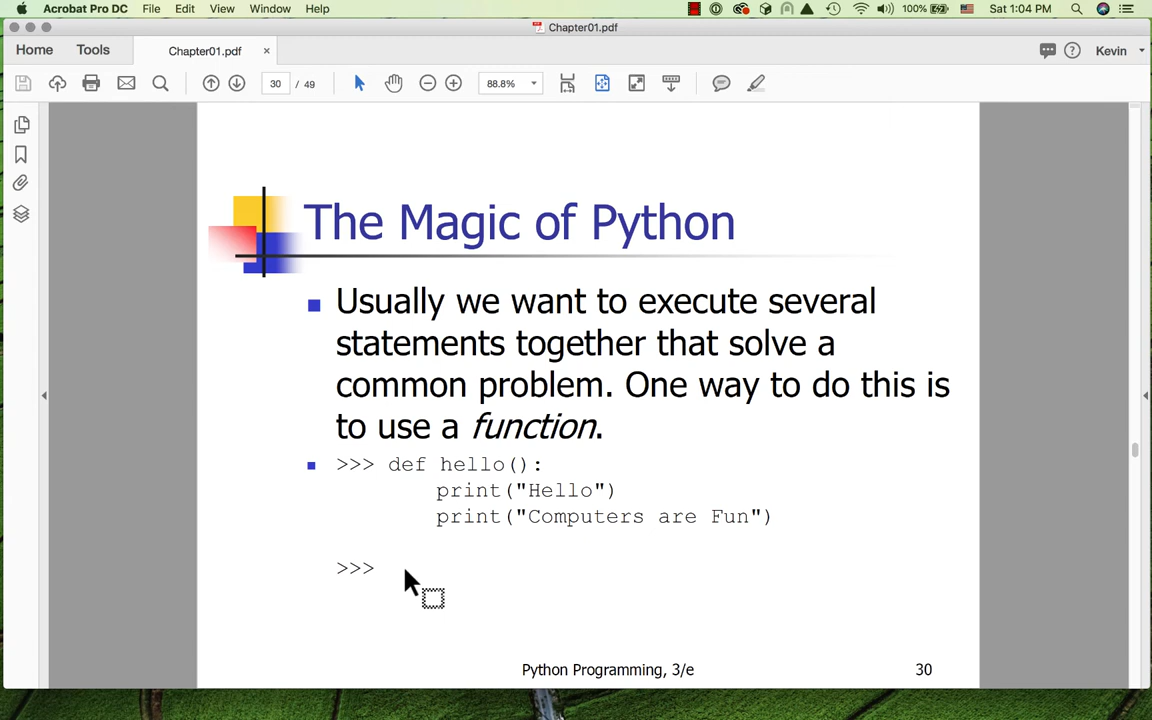 Acrobat Pro DC File Edit View Window Help 100% Sat 1:04 PM
Chapter01.pdf
Home Tools Chapter01.pdf × Kevin
30 / 49 88.8%
The Magic of Python
Usually we want to execute several
statements together that solve a
common problem. One way to do this is
to use a function.
>>> def hello():
print("Hello")
print("Computers are Fun")
>>>
Python Programming, 3/e 30